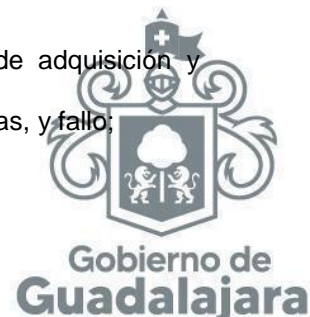 de adquisición y
as, y fallo;
Gobierno de
Guadalajara